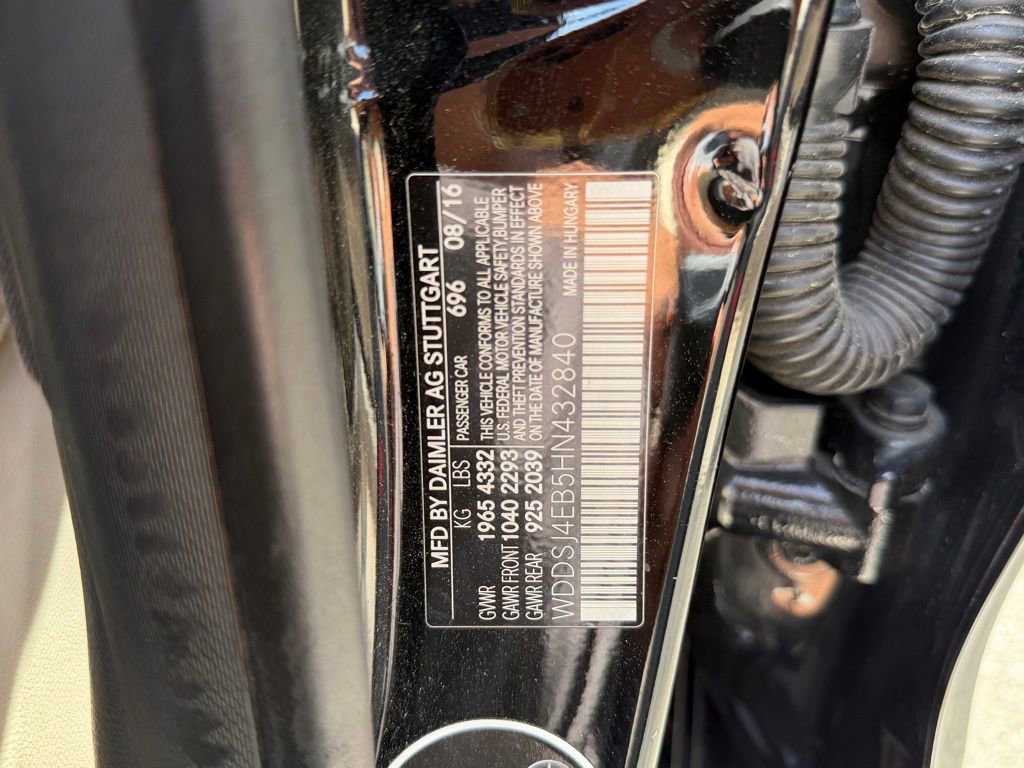 MFD BY DAIMLER AG STUTTGART 696 08/16
KG LBS PASSENGER CAR
GVWR 1965 4332 THIS VEHICLE CONFORMS TO ALL APPLICABLE
GAWR FRONT 1040 2293 U.S. FEDERAL MOTOR VEHICLE SAFETY,BUMPER
AND THEFT PREVENTION STANDARDS IN EFFECT
GAWR REAR 925 2039 ON THE DATE OF MANUFACTURE SHOWN ABOVE
WDDSJ4EB5HN432840 MADE IN HUNGARY